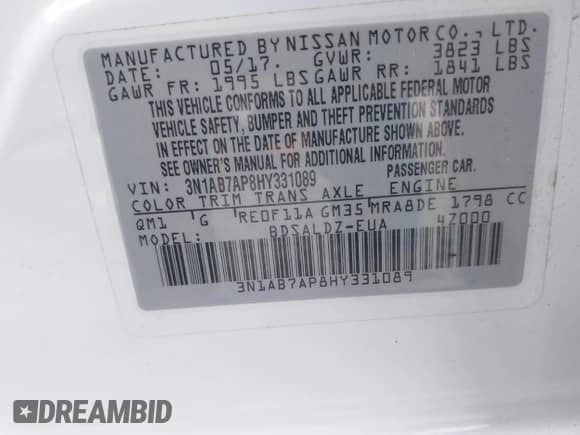 MANUFACTURED BY NISSAN MOTOR CO., LTD.
DATE: 05/17. GVWR: 3823 LBS
GAWR FR: 1995 LBS GAWR RR: 1841 LBS
THIS VEHICLE CONFORMS TO ALL APPLICABLE FEDERAL MOTOR
VEHICLE SAFETY, BUMPER AND THEFT PREVENTION STANDARDS
IN EFFECT ON THE DATE OF MANUFACTURE SHOWN ABOVE.
SEE OWNER'S MANUAL FOR ADDITIONAL INFORMATION.
VIN: 3N1AB7AP8HY331089 PASSENGER CAR.
COLOR TRIM TRANS AXLE ENGINE
QM1 G RE0F11A GM35 MRA8DE 1798 CC
MODEL: BDSALDZ-EUA 47000
3N1AB7AP8HY331089
DREAMBID